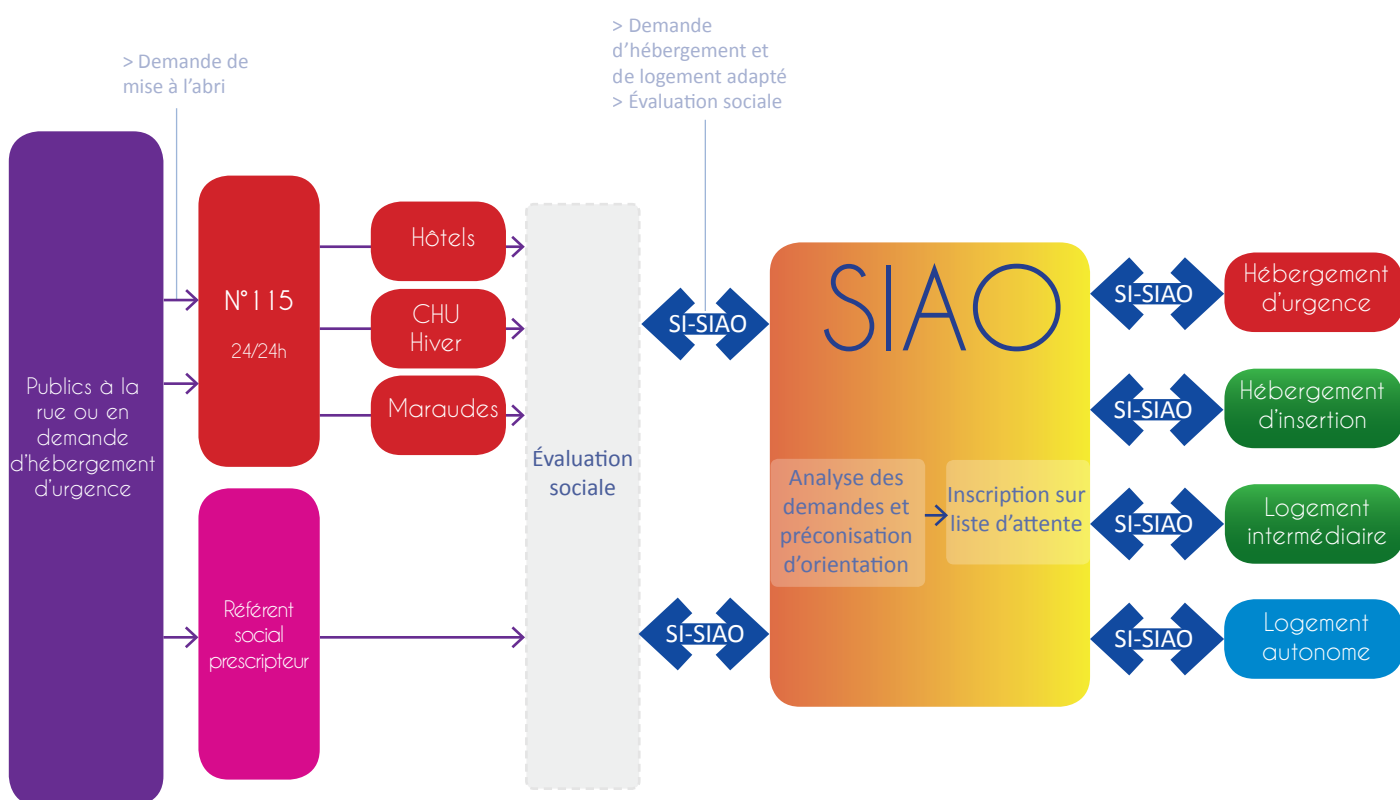 > Demande de
mise à l'abri
> Demande
d'hébergement et
de logement adapté
> Évaluation sociale
Publics à la
rue ou en
demande
d'hébergement
d'urgence
N°115
24/24h
Hôtels
CHU
Hiver
Maraudes
Référent
social
prescripteur
Évaluation
sociale
SI-SIAO
SI-SIAO
SIAO
Analyse des
demandes et
préconisation
d'orientation
Inscription sur
liste d'attente
SI-SIAO
Hébergement
d'urgence
SI-SIAO
Hébergement
d'insertion
SI-SIAO
Logement
intermédiaire
SI-SIAO
Logement
autonome